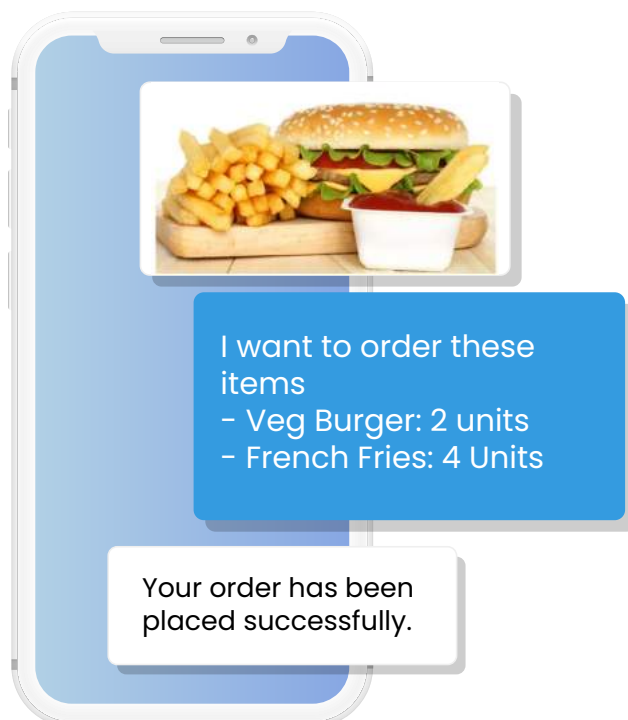 I want to order these
items
- Veg Burger: 2 units
- French Fries: 4 Units
Your order has been
placed successfully.